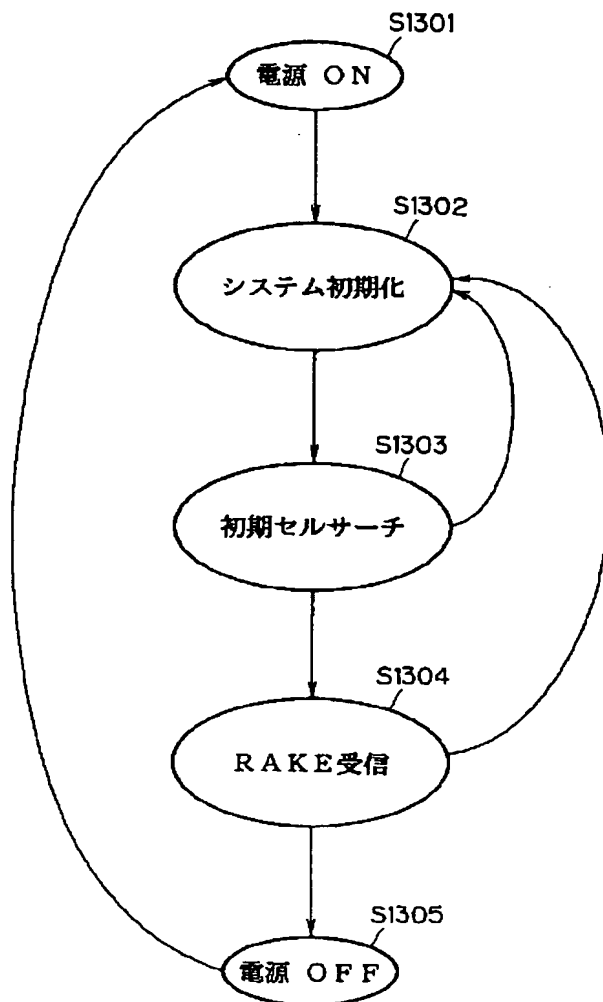 S1301
電源 ON
S1302
システム初期化
S1303
初期セルサーチ
S1304
RAKE受信
S1305
電源 OFF